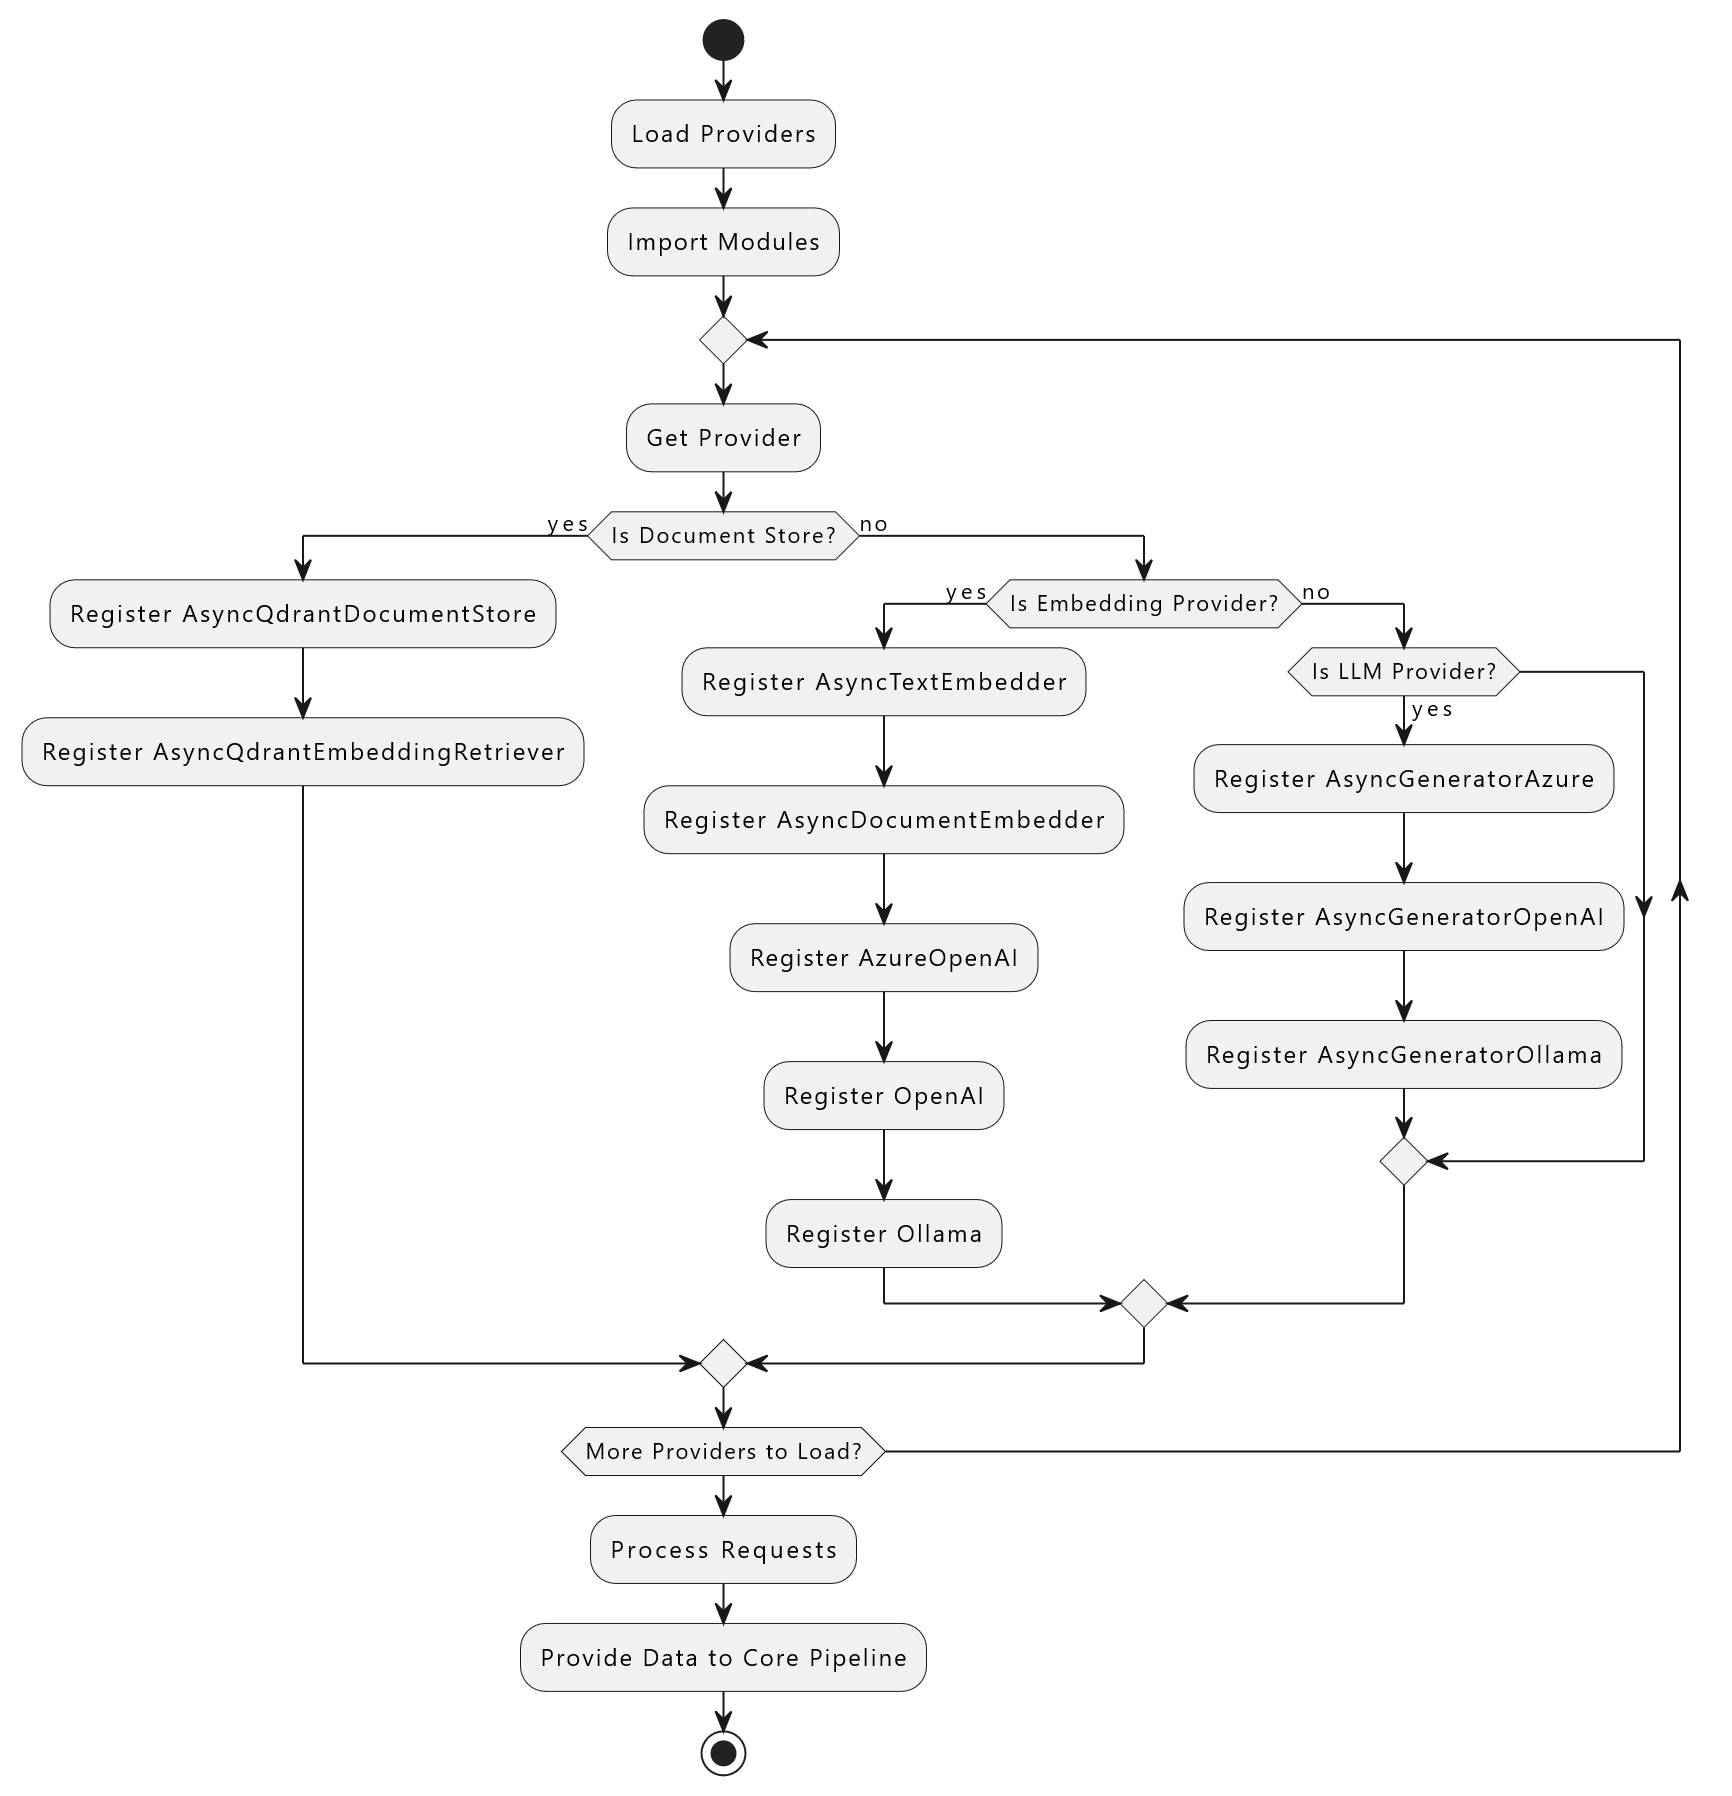 Load Providers
Import Modules
Get Provider
yes
Is Document Store?
no
Register AsyncQdrantDocumentStore
Register AsyncQdrantEmbeddingRetriever
yes
Is Embedding Provider?
no
Register AsyncTextEmbedder
Register AsyncDocumentEmbedder
Register AzureOpenAI
Register OpenAI
Register Ollama
Is LLM Provider?
yes
Register AsyncGeneratorAzure
Register AsyncGeneratorOpenAI
Register AsyncGeneratorOllama
More Providers to Load?
Process Requests
Provide Data to Core Pipeline